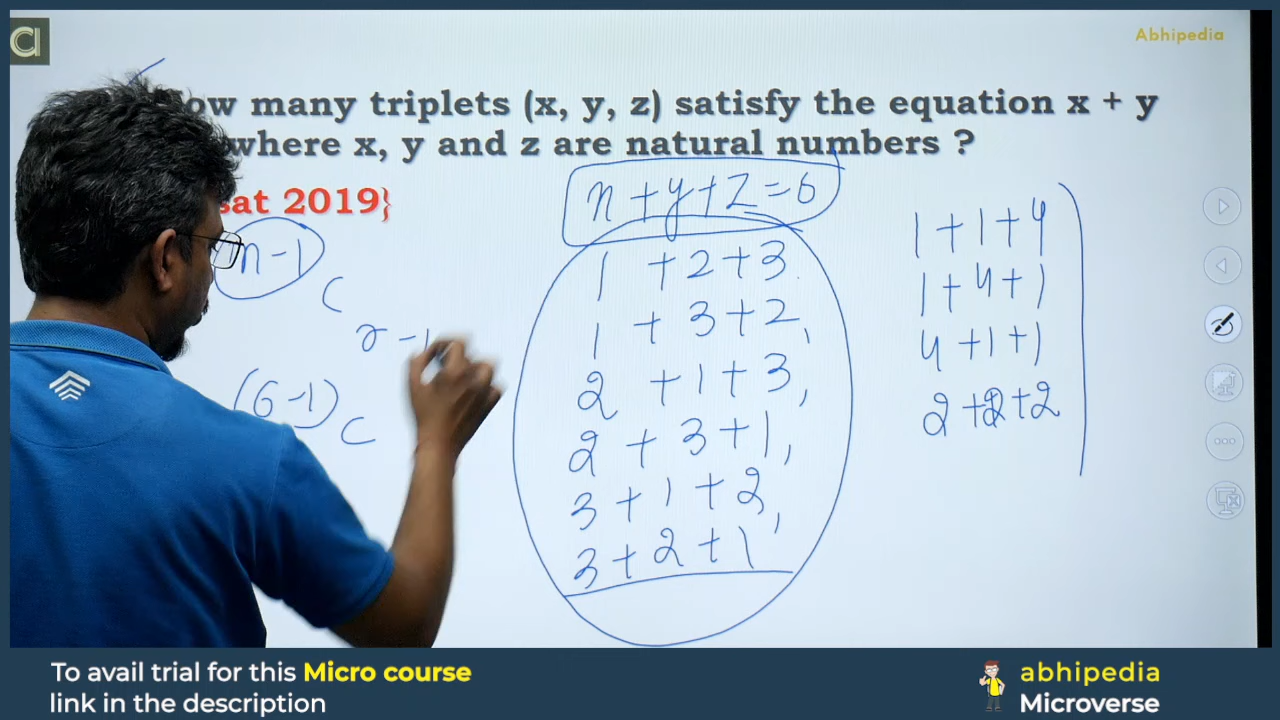 Abhipedia
ow many triplets (x, y, z) satisfy the equation x + y
where x, y and z are natural numbers ?
sat 2019}
x+y+z=6
n-1
C
r-1
(6-1)
C
1 +2+3
1 + 3+2,
2 +1+3,
2 + 3+1,
3 + 1 +2,
3+2+1
1+1+4
1+4+1
4+1+1
2+2+2
To avail trial for this Micro course
link in the description
abhipedia
Microverse